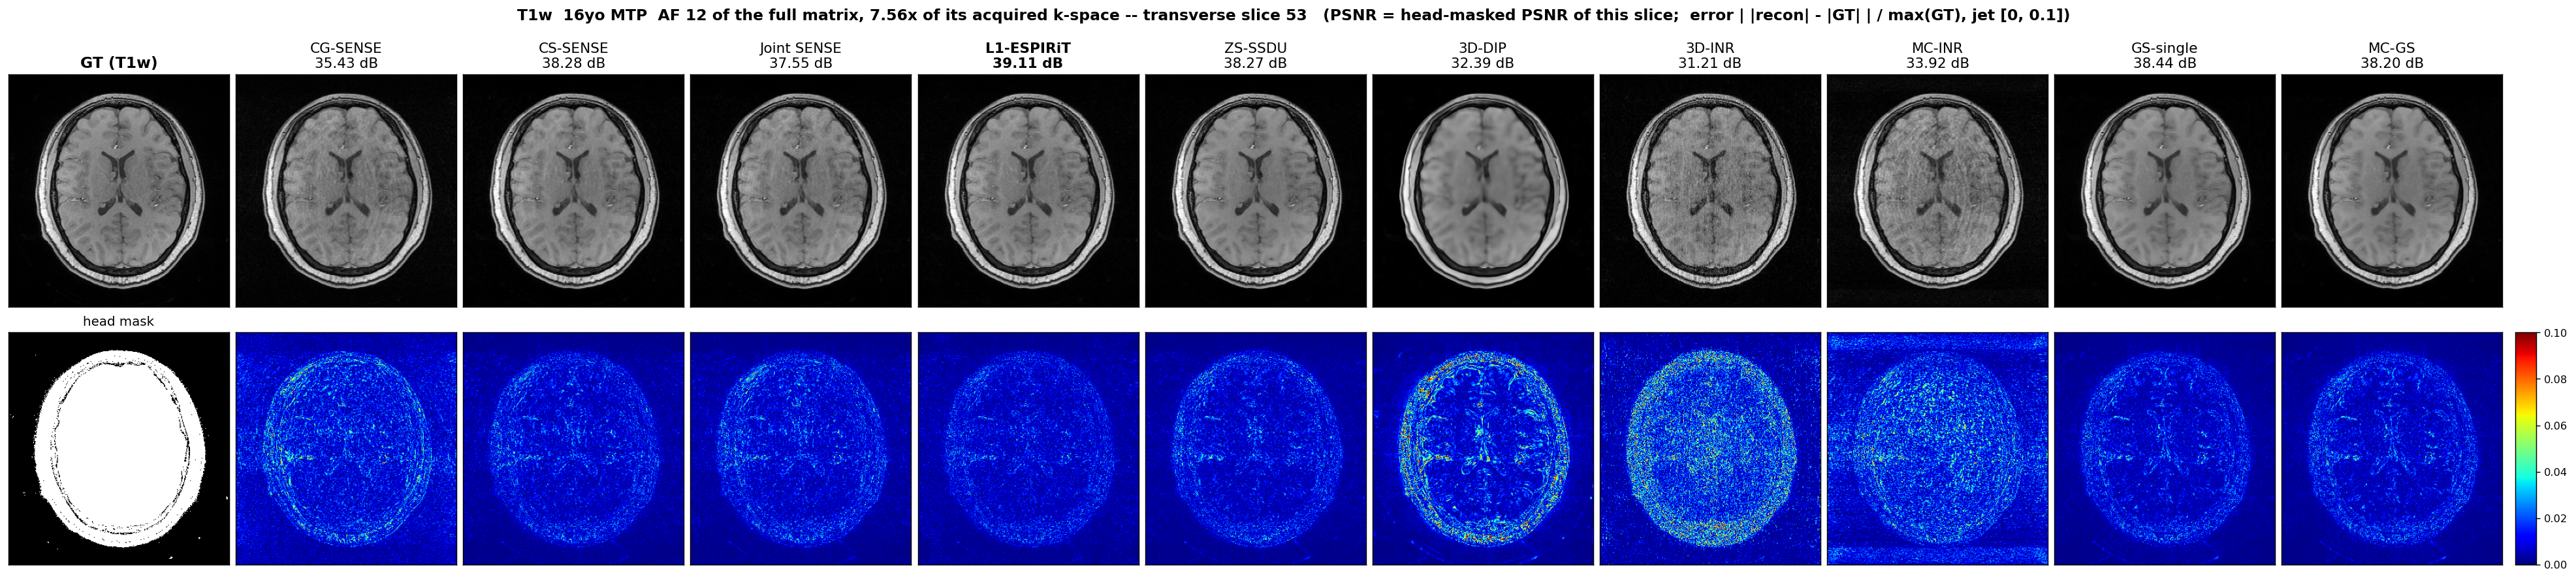 T1w 16yo MTP AF 12 of the full matrix, 7.56x of its acquired k-space -- transverse slice 53 (PSNR = head-masked PSNR of this slice; error | |recon| - |GT| | / max(GT), jet [0, 0.1])
GT (T1w)
CG-SENSE
35.43 dB
CS-SENSE
38.28 dB
Joint SENSE
37.55 dB
L1-ESPIRiT
39.11 dB
ZS-SSDU
38.27 dB
3D-DIP
32.39 dB
3D-INR
31.21 dB
MC-INR
33.92 dB
GS-single
38.44 dB
MC-GS
38.20 dB
head mask
0.10
0.08
0.06
0.04
0.02
0.00